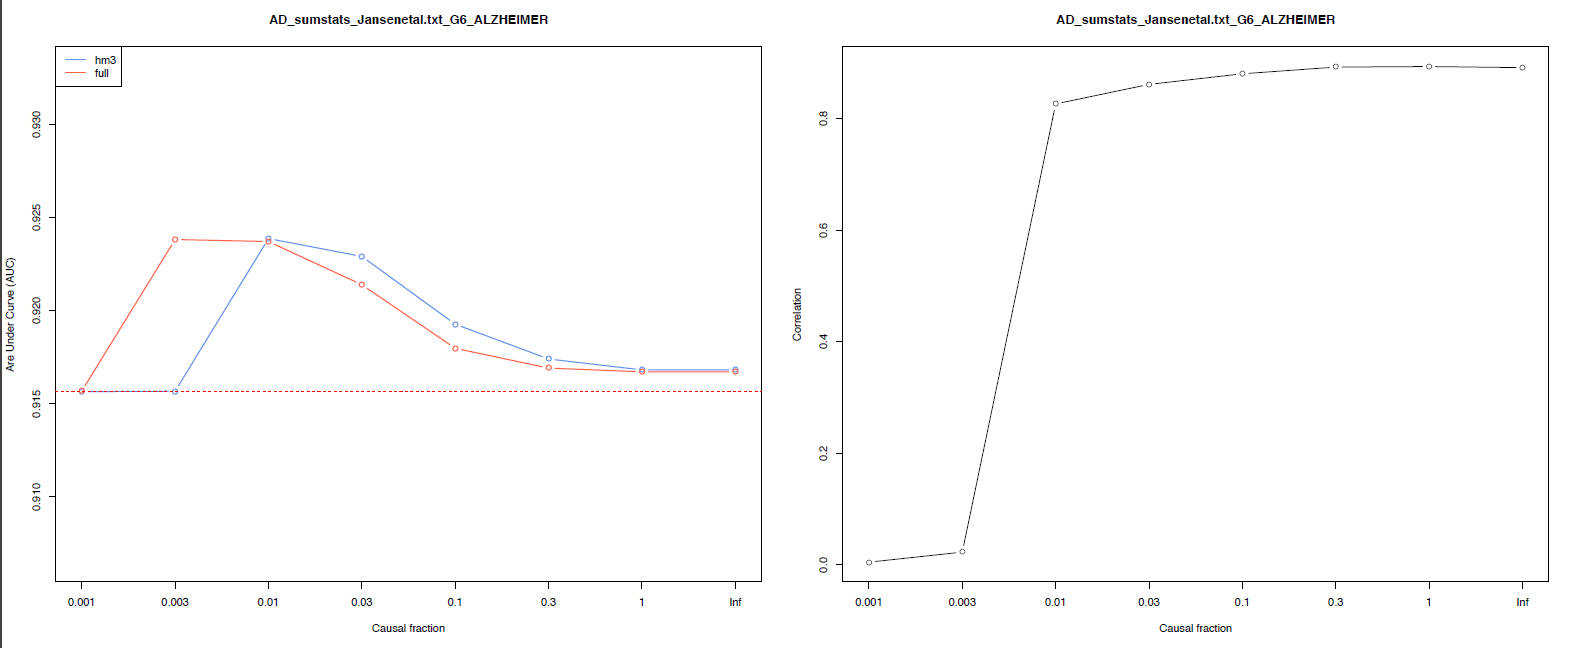 AD_sumstats_Jansenetal.txt_G6_ALZHEIMER
hm3
full
Are Under Curve (AUC)
0.930
0.925
0.920
0.915
0.910
0.001 0.003 0.01 0.03 0.1 0.3 1 Inf
Causal fraction
AD_sumstats_Jansenetal.txt_G6_ALZHEIMER
Correlation
0.8
0.6
0.4
0.2
0.0
0.001 0.003 0.01 0.03 0.1 0.3 1 Inf
Causal fraction